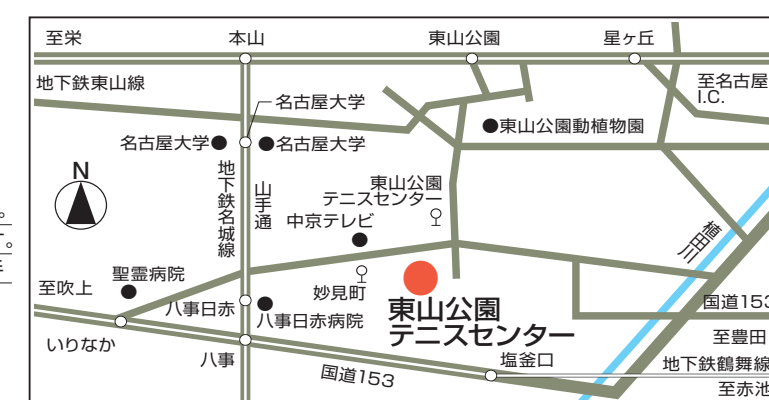 至栄
本山
東山公園
星ヶ丘
地下鉄東山線
至名古屋
I.C.
名古屋大学
名古屋大学
名古屋大学
東山公園動植物園
N
地下鉄名城線
山手通
東山公園
テニスセンター
中京テレビ
植田川
聖霊病院
至吹上
八事日赤
八事日赤病院
妙見町
東山公園
テニスセンター
国道153
いりなか
八事
国道153
塩釜口
至豊田
地下鉄鶴舞線
至赤池